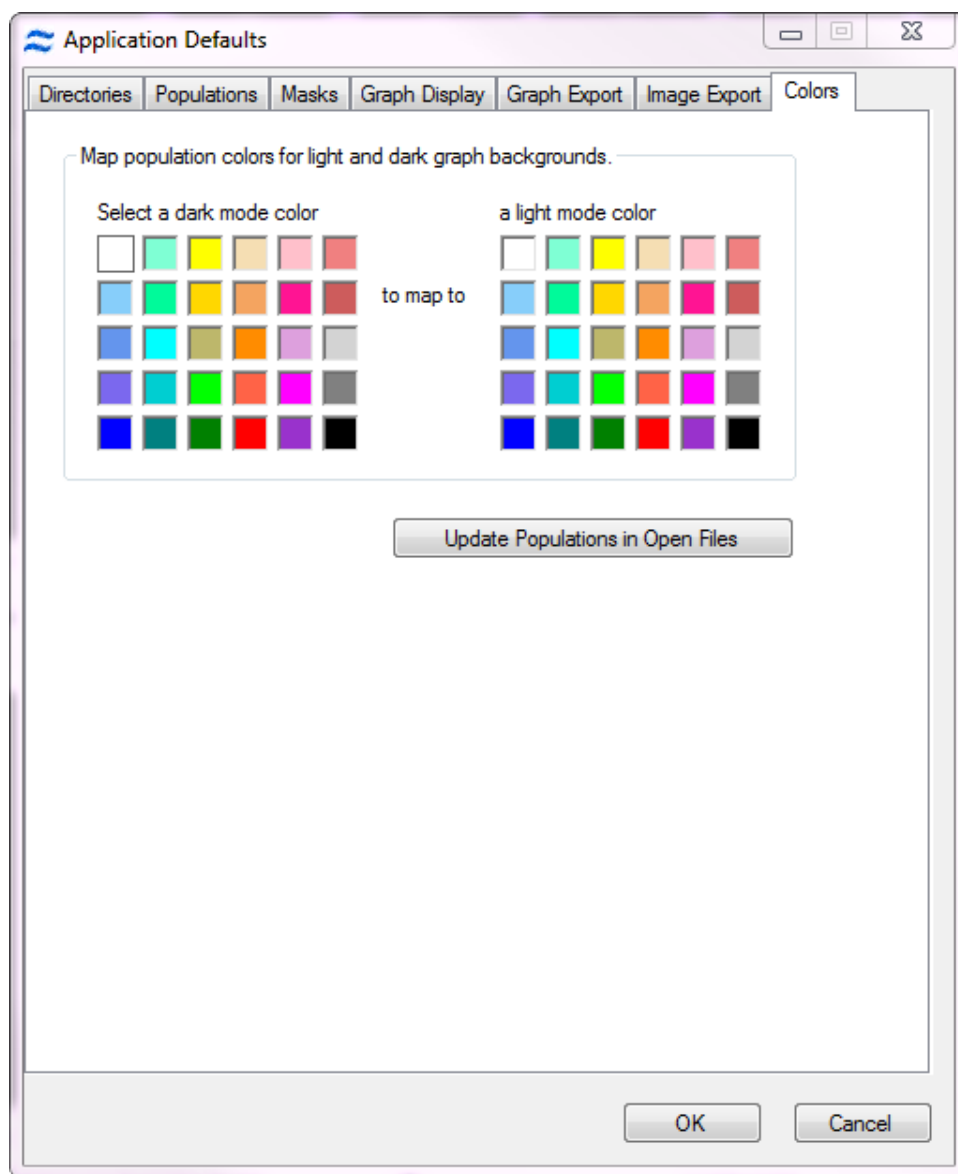 Application Defaults
Directories Populations Masks Graph Display Graph Export Image Export Colors
Map population colors for light and dark graph backgrounds.
Select a dark mode color a light mode color
to map to
Update Populations in Open Files
OK Cancel